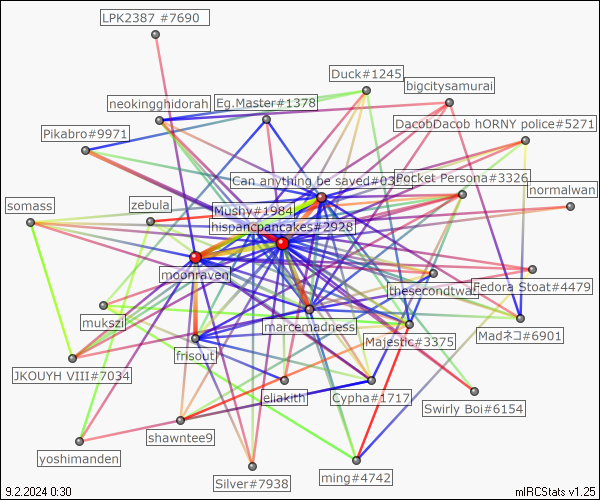 LPK2387 #7690
Duck#1245
bigcitysamurai
neokingghidorah
Eg.Master#1378
DacobDacob hORNY police#5271
Pikabro#9971
Can anything be saved#03
Pocket Persona#3326
normalwan
somass
zebula
Mushy#1984
hispancpancakes#2928
moonraven
thesecondtwa
Fedora Stoat#4479
mukszi
marcemadness
Madネコ#6901
Majestic#3375
frisout
JKOUYH VIII#7034
eliakith
Cypha#1717
Swirly Boi#6154
shawntee9
yoshimanden
ming#4742
Silver#7938
9.2.2024 0:30
mIRCStats v1.25